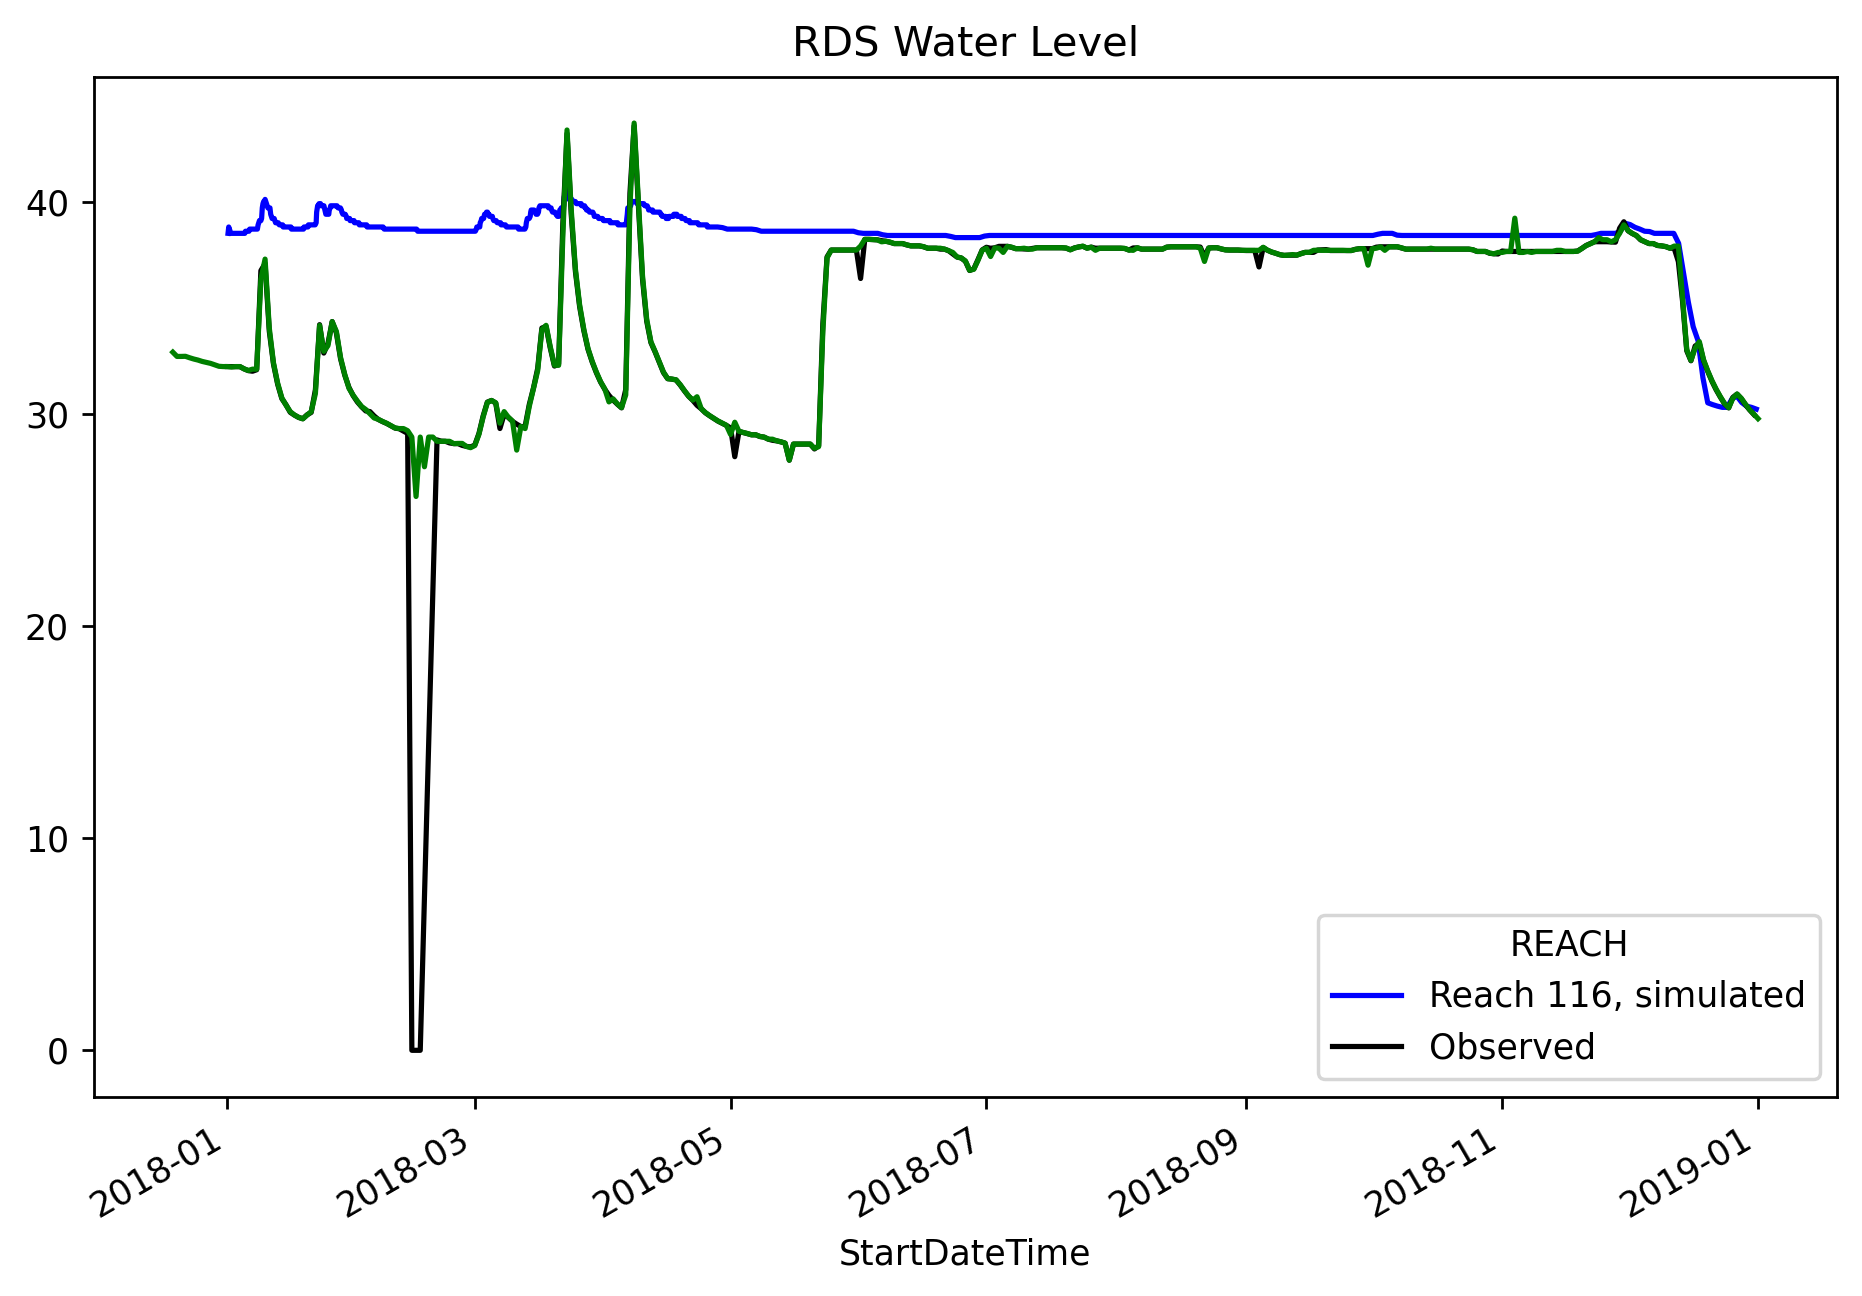 RDS Water Level
40
30
20
10
0
REACH
Reach 116, simulated
Observed
2018-01
2018-03
2018-05
2018-07
2018-09
2018-11
2019-01
StartDateTime